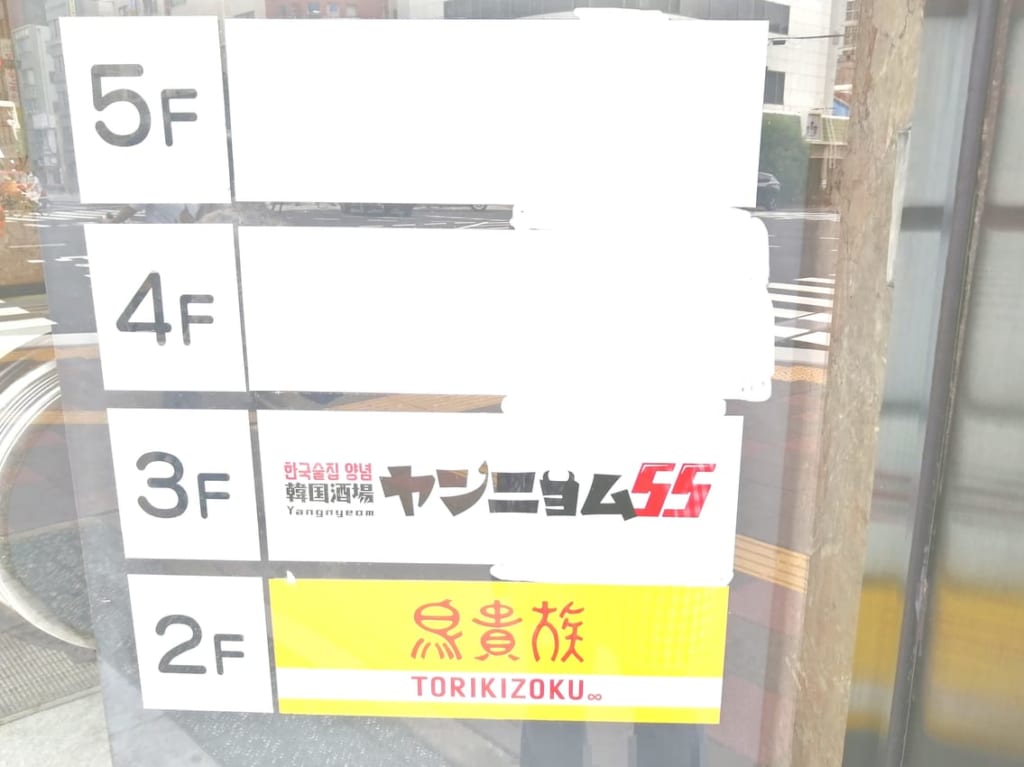 5F
4F
3F
한국술집 양념
韓国酒場
Yangnyeom
ヤンニョム55
2F
鳥貴族
TORIKIZOKU∞